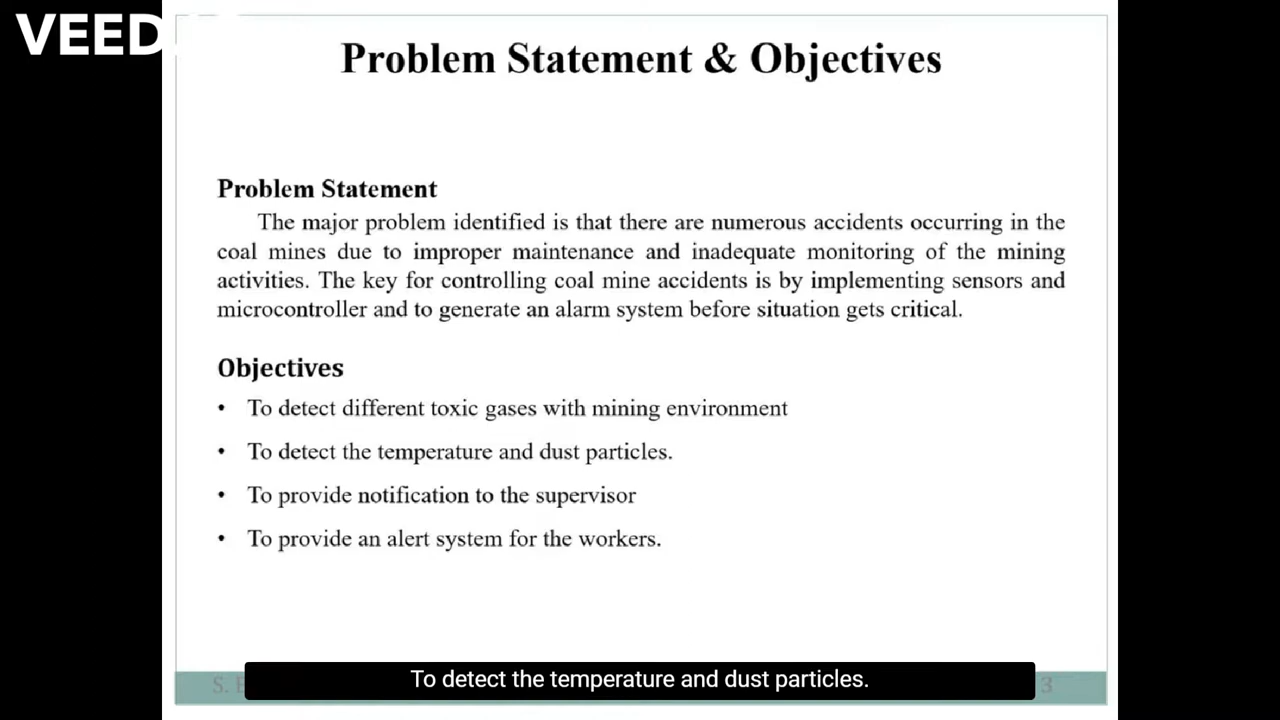 VEED
Problem Statement & Objectives
Problem Statement
The major problem identified is that there are numerous accidents occurring in the
coal mines due to improper maintenance and inadequate monitoring of the mining
activities. The key for controlling coal mine accidents is by implementing sensors and
microcontroller and to generate an alarm system before situation gets critical.
Objectives
• To detect different toxic gases with mining environment
• To detect the temperature and dust particles.
• To provide notification to the supervisor
• To provide an alert system for the workers.
To detect the temperature and dust particles.
3